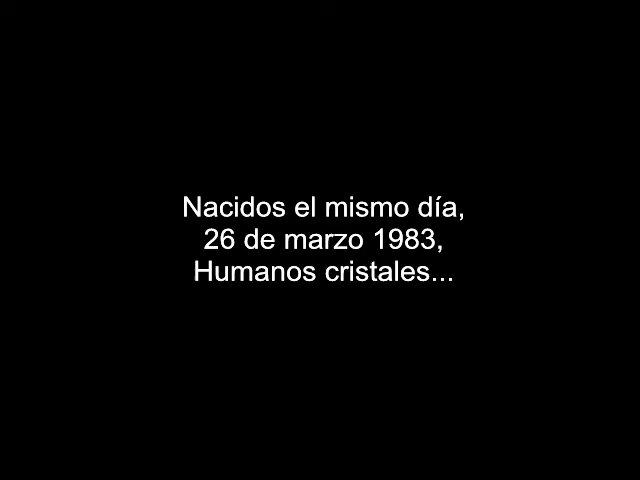 Nacidos el mismo día,
26 de marzo 1983,
Humanos cristales...